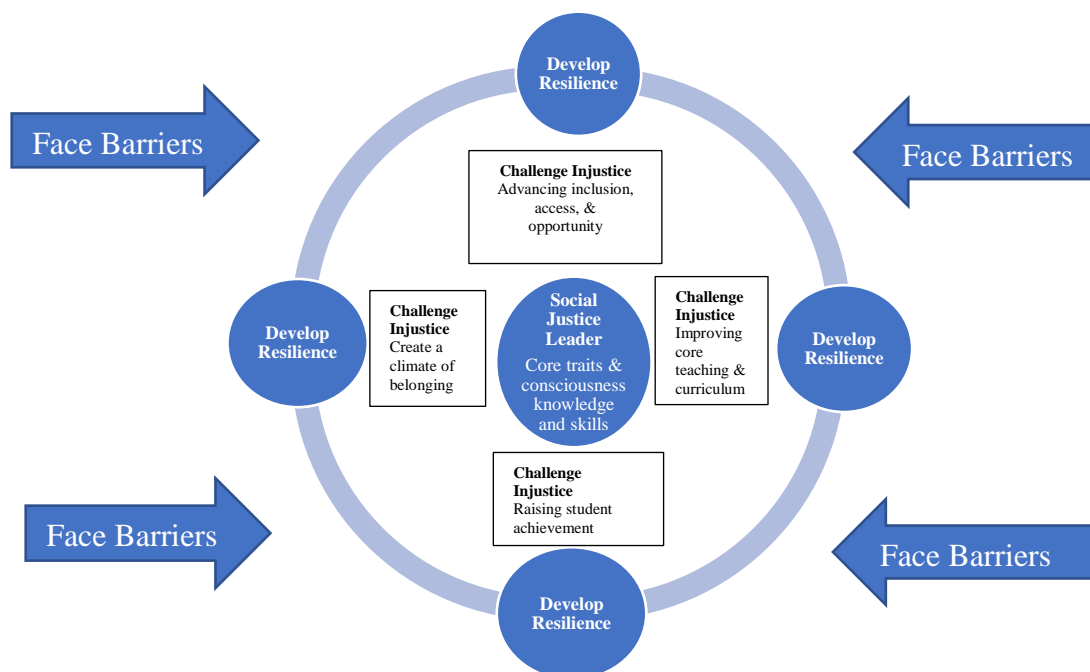 Develop
Resilience
Face Barriers
Face Barriers
Challenge Injustice
Advancing inclusion,
access, &
opportunity
Develop
Resilience
Challenge
Injustice
Create a
climate of
belonging
Social
Justice
Leader
Core traits &
consciousness
knowledge
and skills
Challenge
Injustice
Improving
core
teaching &
curriculum
Develop
Resilience
Challenge
Injustice
Raising student
achievement
Face Barriers
Face Barriers
Develop
Resilience